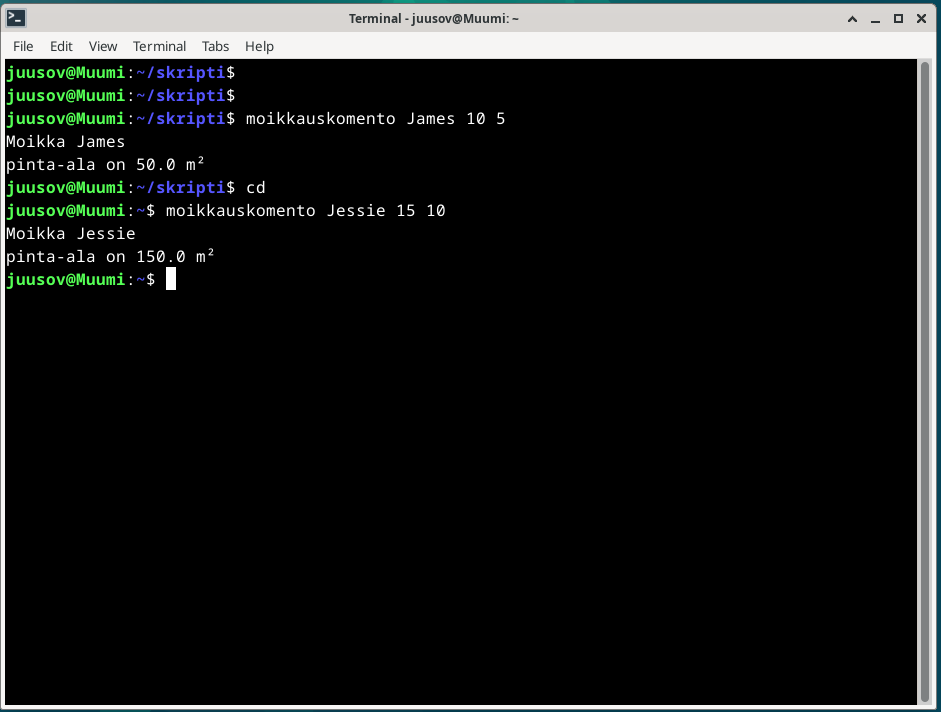 Terminal - juusov@Muumi: ~
File Edit View Terminal Tabs Help
juusov@Muumi:~/skripti$
juusov@Muumi:~/skripti$
juusov@Muumi:~/skripti$ moikkauskomento James 10 5
Moikka James
pinta-ala on 50.0 m²
juusov@Muumi:~/skripti$ cd
juusov@Muumi:~$ moikkauskomento Jessie 15 10
Moikka Jessie
pinta-ala on 150.0 m²
juusov@Muumi:~$